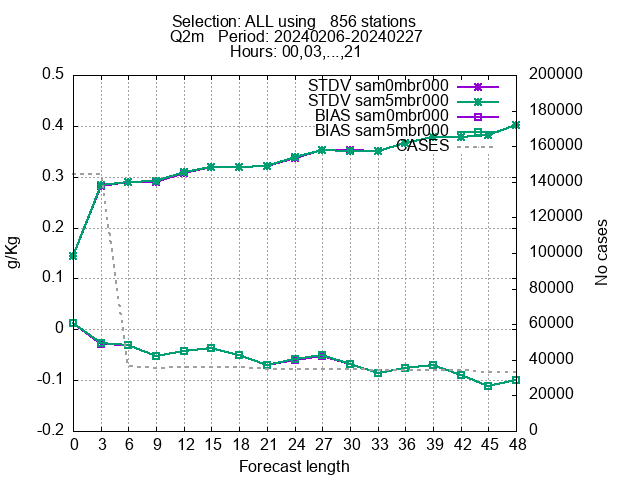 Selection: ALL using   856 stations
Q2m   Period: 20240206-20240227
Hours: 00,03,...,21
0.5
0.4
0.3
0.2
0.1
0
-0.1
-0.2
g/Kg
STDV sam0mbr000
STDV sam5mbr000
BIAS sam0mbr000
BIAS sam5mbr000
CASES
200000
180000
160000
140000
120000
100000
80000
60000
40000
20000
0
No cases
0 3 6 9 12 15 18 21 24 27 30 33 36 39 42 45 48
Forecast length